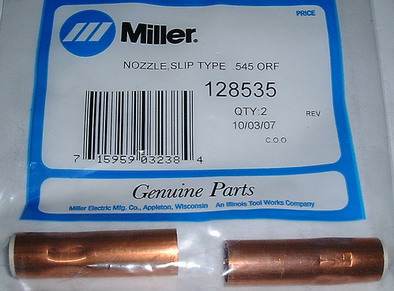 PRICE
Miller.
NOZZLE SLIP TYPE .545 ORF
128535
QTY:2 REV
10/03/07
C.O.O
7 15959 03238 4
Genuine Parts
Miller Electric Mfg. Co., Appleton, Wisconsin An Illinois Tool Works Company